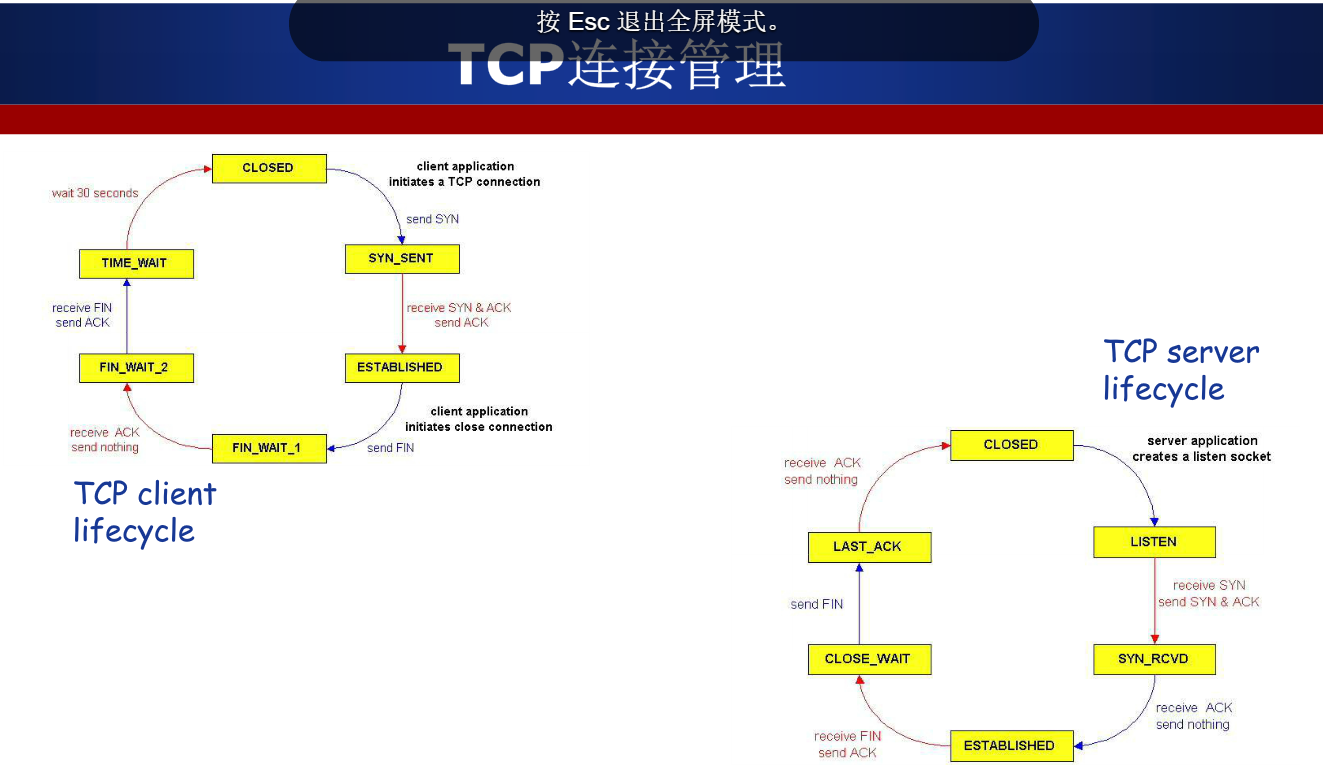 按 Esc 退出全屏模式。
TCP连接管理
CLOSED
client application
initiates a TCP connection
wait 30 seconds
send SYN
TIME_WAIT
SYN_SENT
receive FIN
send ACK
receive SYN & ACK
send ACK
FIN_WAIT_2
ESTABLISHED
client application
initiates close connection
receive ACK
send nothing
FIN_WAIT_1
send FIN
TCP client
lifecycle
TCP server
lifecycle
CLOSED
server application
creates a listen socket
receive ACK
send nothing
LAST_ACK
LISTEN
receive SYN
send SYN & ACK
send FIN
CLOSE_WAIT
SYN_RCVD
receive ACK
send nothing
receive FIN
send ACK
ESTABLISHED